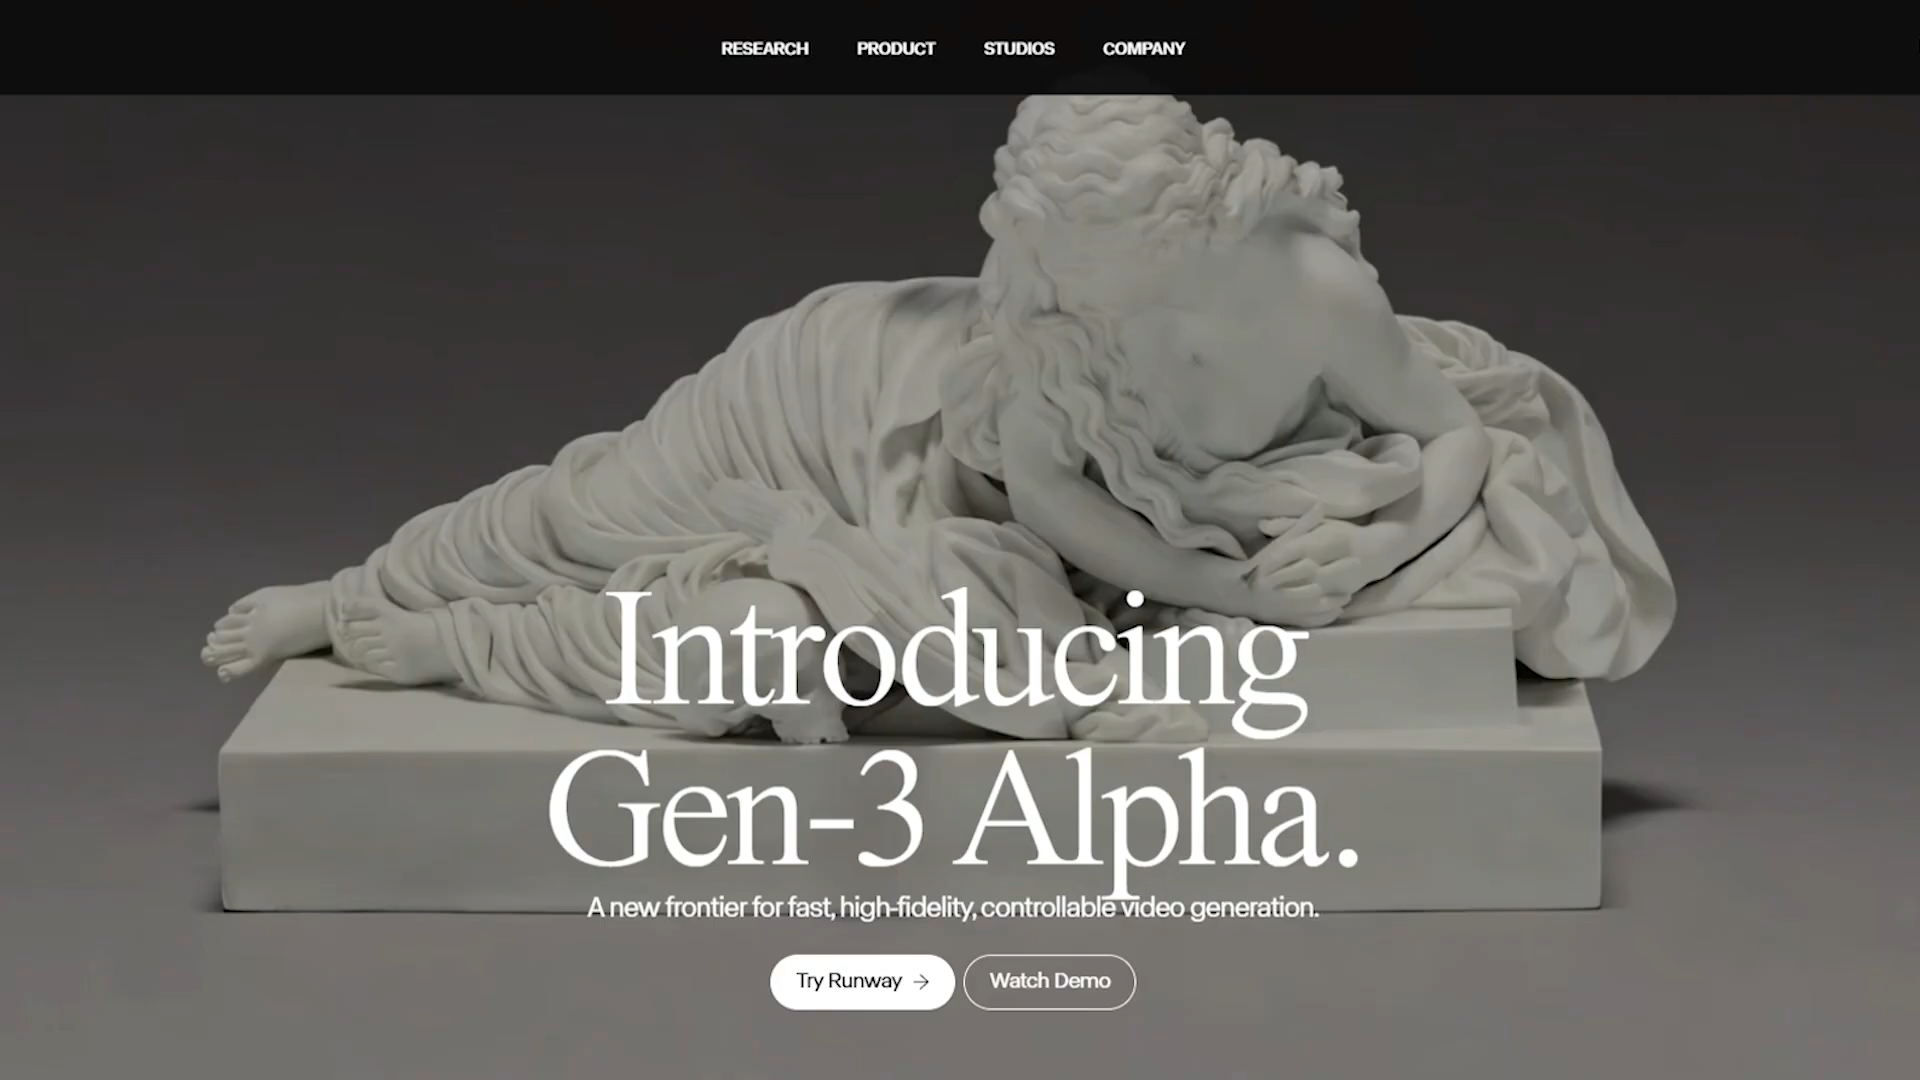 RESEARCH PRODUCT STUDIOS COMPANY
Introducing
Gen-3 Alpha.
A new frontier for fast, high-fidelity, controllable video generation.
Try Runway → Watch Demo